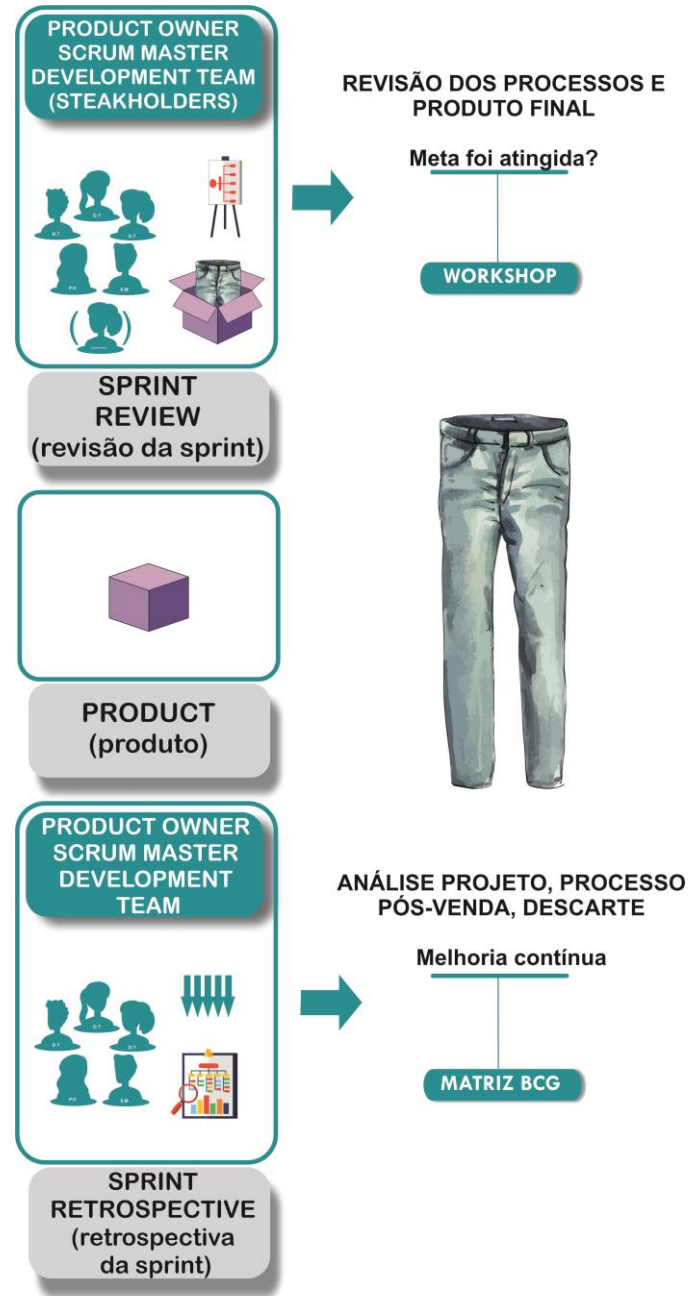 PRODUCT OWNER
SCRUM MASTER
DEVELOPMENT TEAM
(STEAKHOLDERS)
D.T
D.T
D.T
P.O
S.M
REVISÃO DOS PROCESSOS E
PRODUTO FINAL
Meta foi atingida?
WORKSHOP
SPRINT
REVIEW
(revisão da sprint)
PRODUCT
(produto)
PRODUCT OWNER
SCRUM MASTER
DEVELOPMENT
TEAM
D.T
D.T
D.T
P.O
S.M
ANÁLISE PROJETO, PROCESSO
PÓS-VENDA, DESCARTE
Melhoria contínua
MATRIZ BCG
SPRINT
RETROSPECTIVE
(retrospectiva
da sprint)